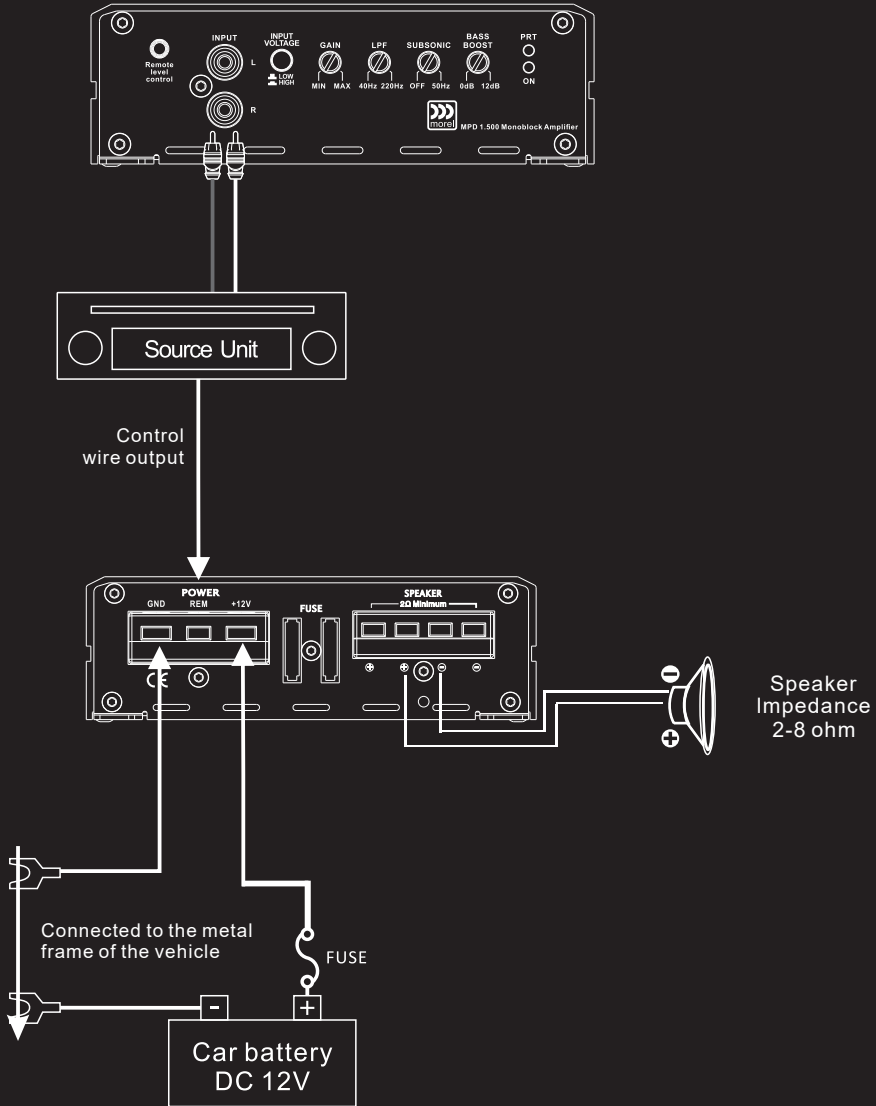 Remote
level
control
INPUT
L
R
INPUT
VOLTAGE
LOW
HIGH
GAIN
MIN MAX
LPF
40Hz 220Hz
SUBSONIC
OFF 50Hz
BASS
BOOST
0dB 12dB
PRT
ON
morel
MPD 1.500 Monoblock Amplifier
Source Unit
Control
wire output
POWER
GND REM +12V
FUSE
SPEAKER
2Ω Minimum
CE
Speaker
Impedance
2-8 ohm
Connected to the metal
frame of the vehicle
FUSE
- +
Car battery
DC 12V